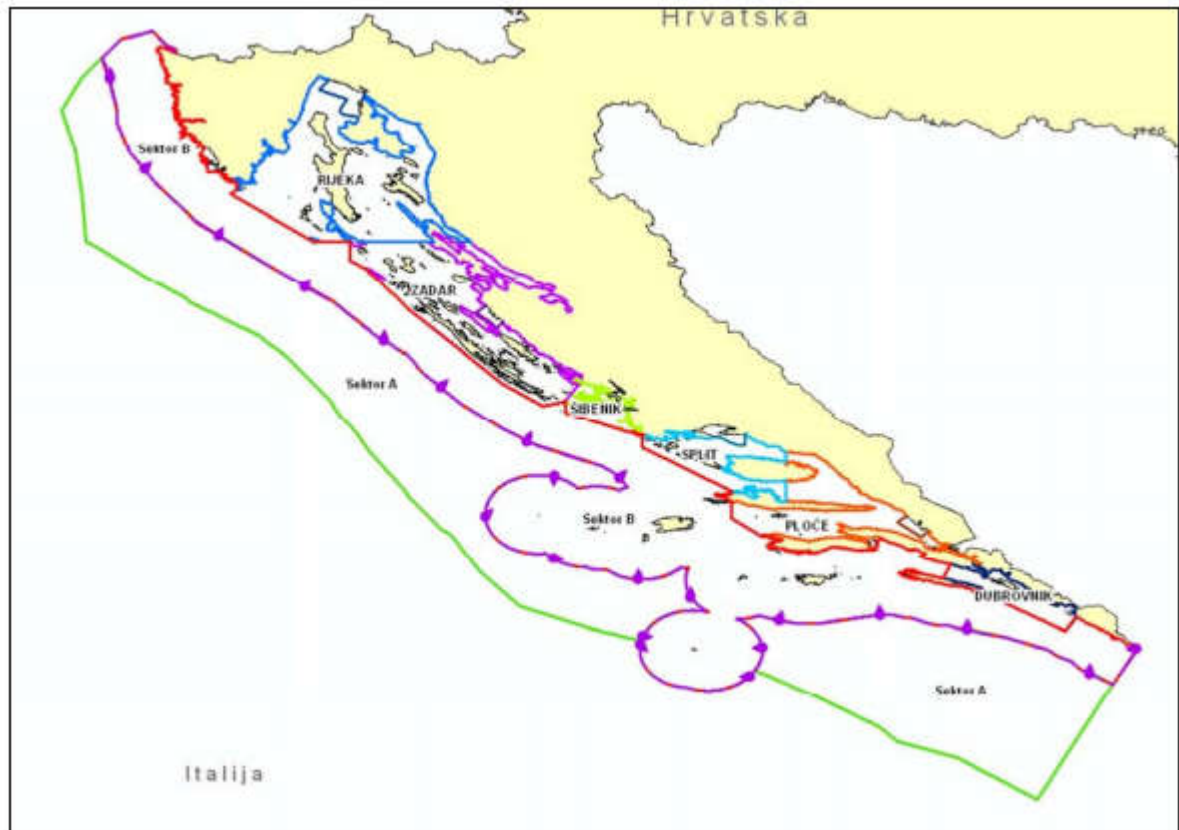 Hrvatska
Sektor B
RIJEKA
ZADAR
Sektor A
ŠIBENIK
SPLIT
Sektor B
PLOČE
DUBROVNIK
Sektor A
Italija